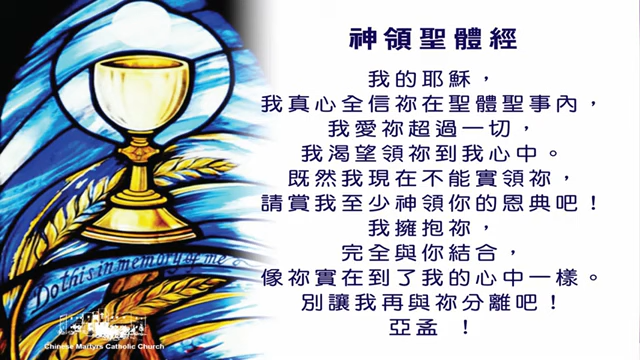 神領聖體經
我的耶穌，
我真心全信祢在聖體聖事內，
我愛祢超過一切，
我渴望領祢到我心中。
既然我現在不能實領祢，
請賞我至少神領你的恩典吧！
我擁抱祢，
完全與你結合，
像祢實在到了我的心中一樣。
別讓我再與祢分離吧！
亞孟 ！
Do this in memory of me
Chinese Martyrs Catholic Church